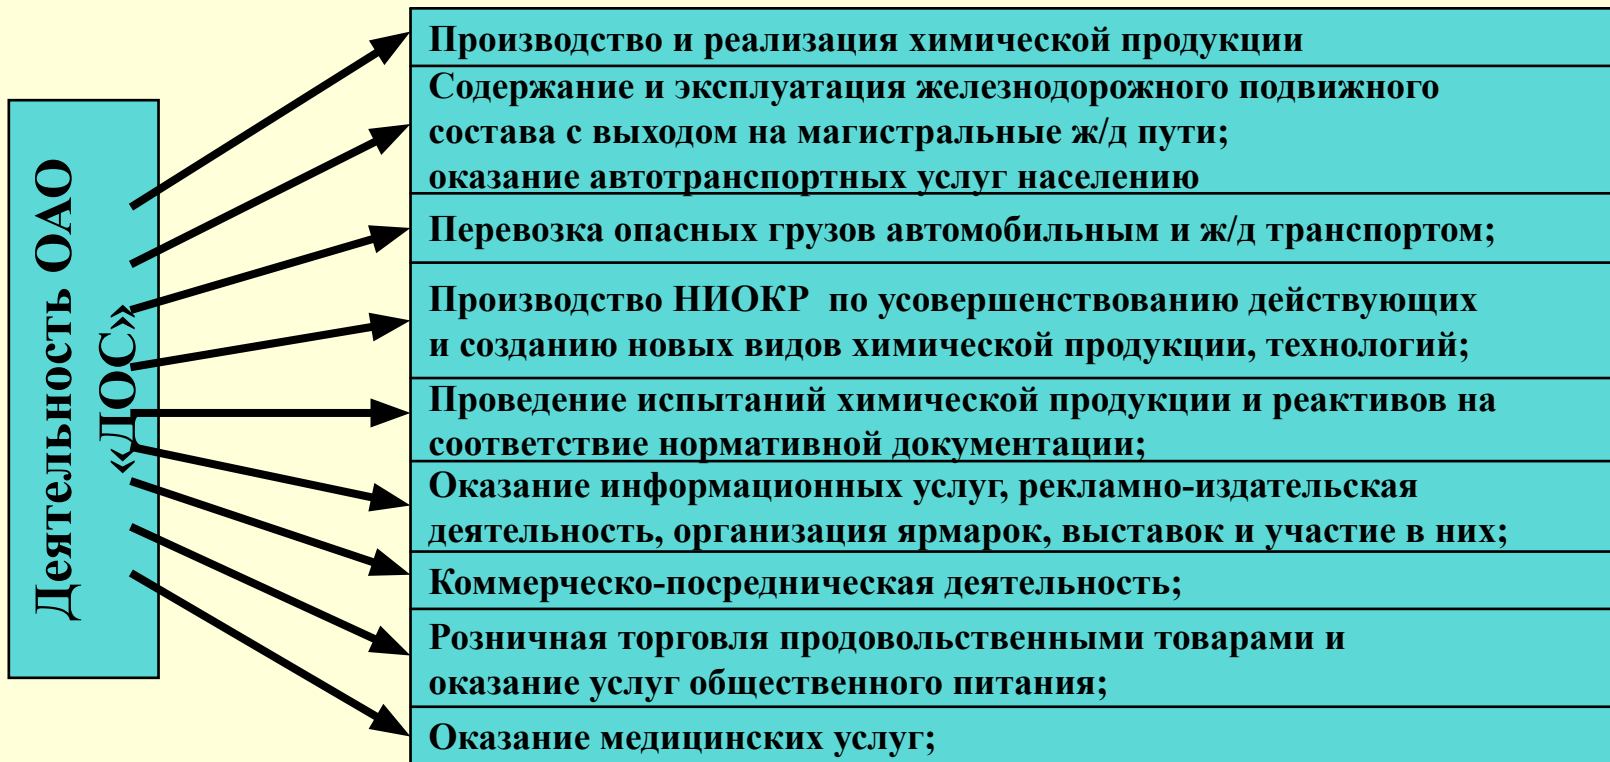 Деятельность ОАО
«ДОС»
Производство и реализация химической продукции
Содержание и эксплуатация железнодорожного подвижного
состава с выходом на магистральные ж/д пути;
оказание автотранспортных услуг населению
Перевозка опасных грузов автомобильным и ж/д транспортом;
Производство НИОКР по усовершенствованию действующих
и созданию новых видов химической продукции, технологий;
Проведение испытаний химической продукции и реактивов на
соответствие нормативной документации;
Оказание информационных услуг, рекламно-издательская
деятельность, организация ярмарок, выставок и участие в них;
Коммерческо-посредническая деятельность;
Розничная торговля продовольственными товарами и
оказание услуг общественного питания;
Оказание медицинских услуг;